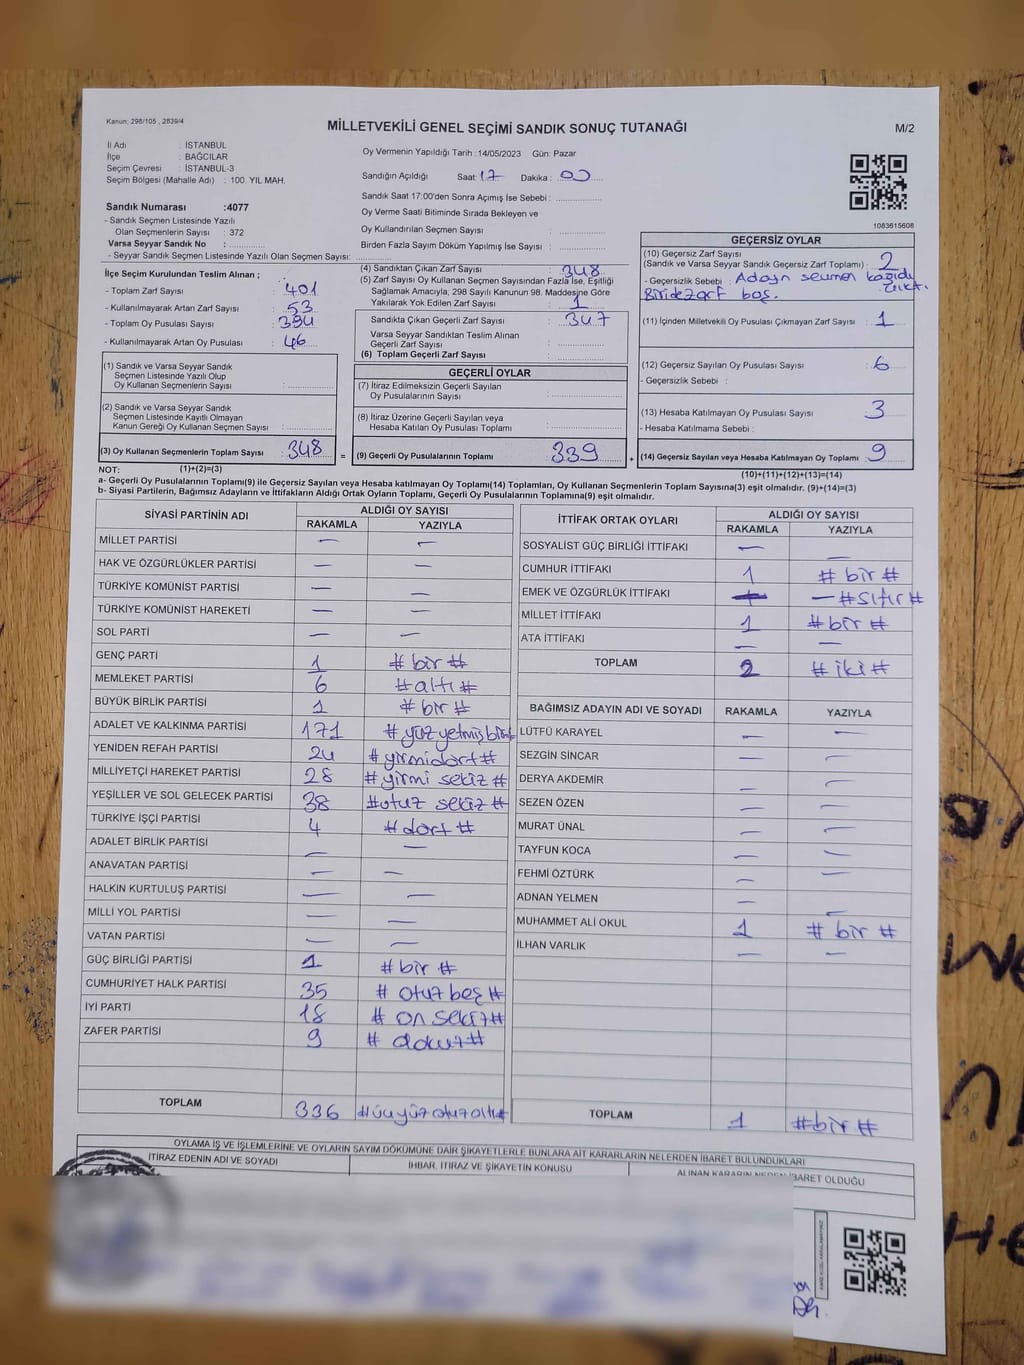 Kanun: 298/105 , 2839/4
MİLLETVEKİLİ GENEL SEÇİMİ SANDIK SONUÇ TUTANAĞI
M/2
İl Adı : İSTANBUL
İlçe : BAĞCILAR
Seçim Çevresi : İSTANBUL-3
Seçim Bölgesi (Mahalle Adı) : 100. YIL MAH.
Sandık Numarası :4077
- Sandık Seçmen Listesinde Yazılı
Olan Seçmenlerin Sayısı : 372
Varsa Seyyar Sandık No :
- Seyyar Sandık Seçmen Listesinde Yazılı Olan Seçmen Sayısı:
Oy Vermenin Yapıldığı Tarih :14/05/2023 Gün: Pazar
Sandığın Açıldığı Saat: 17 Dakika : 00
Sandık Saat 17:00'den Sonra Açılmış İse Sebebi :
Oy Verme Saati Bitiminde Sırada Bekleyen ve
Oy Kullandırılan Seçmen Sayısı :
Birden Fazla Sayım Döküm Yapılmış İse Sayısı :
1083615608
İlçe Seçim Kurulundan Teslim Alınan ;
- Toplam Zarf Sayısı : 401
- Kullanılmayarak Artan Zarf Sayısı : 53
- Toplam Oy Pusulası Sayısı : 394
- Kullanılmayarak Artan Oy Pusulası : 46
(4) Sandıktan Çıkan Zarf Sayısı : 348
(5) Zarf Sayısı Oy Kullanan Seçmen Sayısından Fazla İse, Eşitliği
Sağlamak Amacıyla, 298 Sayılı Kanunun 98. Maddesine Göre
Yakılarak Yok Edilen Zarf Sayısı : 1
Sandıkta Çıkan Geçerli Zarf Sayısı : 347
Varsa Seyyar Sandıktan Teslim Alınan
Geçerli Zarf Sayısı :
(6) Toplam Geçerli Zarf Sayısı :
GEÇERSİZ OYLAR
(10) Geçersiz Zarf Sayısı
(Sandık ve Varsa Seyyar Sandık Geçersiz Zarf Toplamı) : 2
- Geçersizlik Sebebi : Adayın seçmen kağıdı
çıktı.
Biride zarf boş.
(11) İçinden Milletvekili Oy Pusulası Çıkmayan Zarf Sayısı : 1
(12) Geçersiz Sayılan Oy Pusulası Sayısı : 6
- Geçersizlik Sebebi :
(13) Hesaba Katılmayan Oy Pusulası Sayısı : 3
- Hesaba Katılmama Sebebi :
(14) Geçersiz Sayılan veya Hesaba Katılmayan Oy Toplamı : 9
(1) Sandık ve Varsa Seyyar Sandık
Seçmen Listesinde Yazılı Olup
Oy Kullanan Seçmenlerin Sayısı :
(2) Sandık ve Varsa Seyyar Sandık
Seçmen Listesinde Kayıtlı Olmayan
Kanun Gereği Oy Kullanan Seçmen Sayısı :
(3) Oy Kullanan Seçmenlerin Toplam Sayısı : 348 =
GEÇERLİ OYLAR
(7) İtiraz Edilmeksizin Geçerli Sayılan
Oy Pusulalarının Sayısı :
(8) İtiraz Üzerine Geçerli Sayılan veya
Hesaba Katılan Oy Pusulası Toplamı :
(9) Geçerli Oy Pusulalarının Toplamı : 339 +
NOT: (1)+(2)=(3) (10)+(11)+(12)+(13)=(14)
a- Geçerli Oy Pusulalarının Toplamı(9) ile Geçersiz Sayılan veya Hesaba katılmayan Oy Toplamı(14) Toplamları, Oy Kullanan Seçmenlerin Toplam Sayısına(3) eşit olmalıdır. (9)+(14)=(3)
b- Siyasi Partilerin, Bağımsız Adayların ve İttifakların Aldığı Ortak Oyların Toplamı, Geçerli Oy Pusulalarının Toplamına(9) eşit olmalıdır.
SİYASİ PARTİNİN ADI ALDIĞI OY SAYISI
RAKAMLA YAZIYLA
MİLLET PARTİSİ — —
HAK VE ÖZGÜRLÜKLER PARTİSİ — —
TÜRKİYE KOMÜNİST PARTİSİ — —
TÜRKİYE KOMÜNİST HAREKETİ — —
SOL PARTİ — —
GENÇ PARTİ 1 # bir #
MEMLEKET PARTİSİ 6 #altı#
BÜYÜK BİRLİK PARTİSİ 1 # bir #
ADALET VE KALKINMA PARTİSİ 171 # yüz yetmiş bir#
YENİDEN REFAH PARTİSİ 24 #yirmidört#
MİLLİYETÇİ HAREKET PARTİSİ 28 # yirmi sekiz #
YEŞİLLER VE SOL GELECEK PARTİSİ 38 #otuz sekiz #
TÜRKİYE İŞÇİ PARTİSİ 4 # dört #
ADALET BİRLİK PARTİSİ — —
ANAVATAN PARTİSİ — —
HALKIN KURTULUŞ PARTİSİ — —
MİLLİ YOL PARTİSİ — —
VATAN PARTİSİ — —
GÜÇ BİRLİĞİ PARTİSİ 1 # bir #
CUMHURİYET HALK PARTİSİ 35 # otuz beş #
İYİ PARTİ 18 # on sekiz#
ZAFER PARTİSİ 9 # dokuz#
TOPLAM 336 #üçyüzotuzaltı#
İTTİFAK ORTAK OYLARI ALDIĞI OY SAYISI
RAKAMLA YAZIYLA
SOSYALİST GÜÇ BİRLİĞİ İTTİFAKI — —
CUMHUR İTTİFAKI 1 # bir #
EMEK VE ÖZGÜRLÜK İTTİFAKI — #sıfır#
MİLLET İTTİFAKI 1 # bir #
ATA İTTİFAKI — —
TOPLAM 2 # iki #
BAĞIMSIZ ADAYIN ADI VE SOYADI RAKAMLA YAZIYLA
LÜTFÜ KARAYEL — —
SEZGİN SİNCAR — —
DERYA AKDEMİR — —
SEZEN ÖZEN — —
MURAT ÜNAL — —
TAYFUN KOCA — —
FEHMİ ÖZTÜRK — —
ADNAN YELMEN — —
MUHAMMET ALİ OKUL 1 # bir #
İLHAN VARLIK — —
TOPLAM 1 #bir #
OYLAMA İŞ VE İŞLEMLERİNE VE OYLARIN SAYIM DÖKÜMÜNE DAİR ŞİKAYETLERLE BUNLARA AİT KARARLARIN NELERDEN İBARET BULUNDUKLARI
İTİRAZ EDENİN ADI VE SOYADI İHBAR, İTİRAZ VE ŞİKAYETİN KONUSU ALINAN KARARIN NEDEN İBARET OLDUĞU